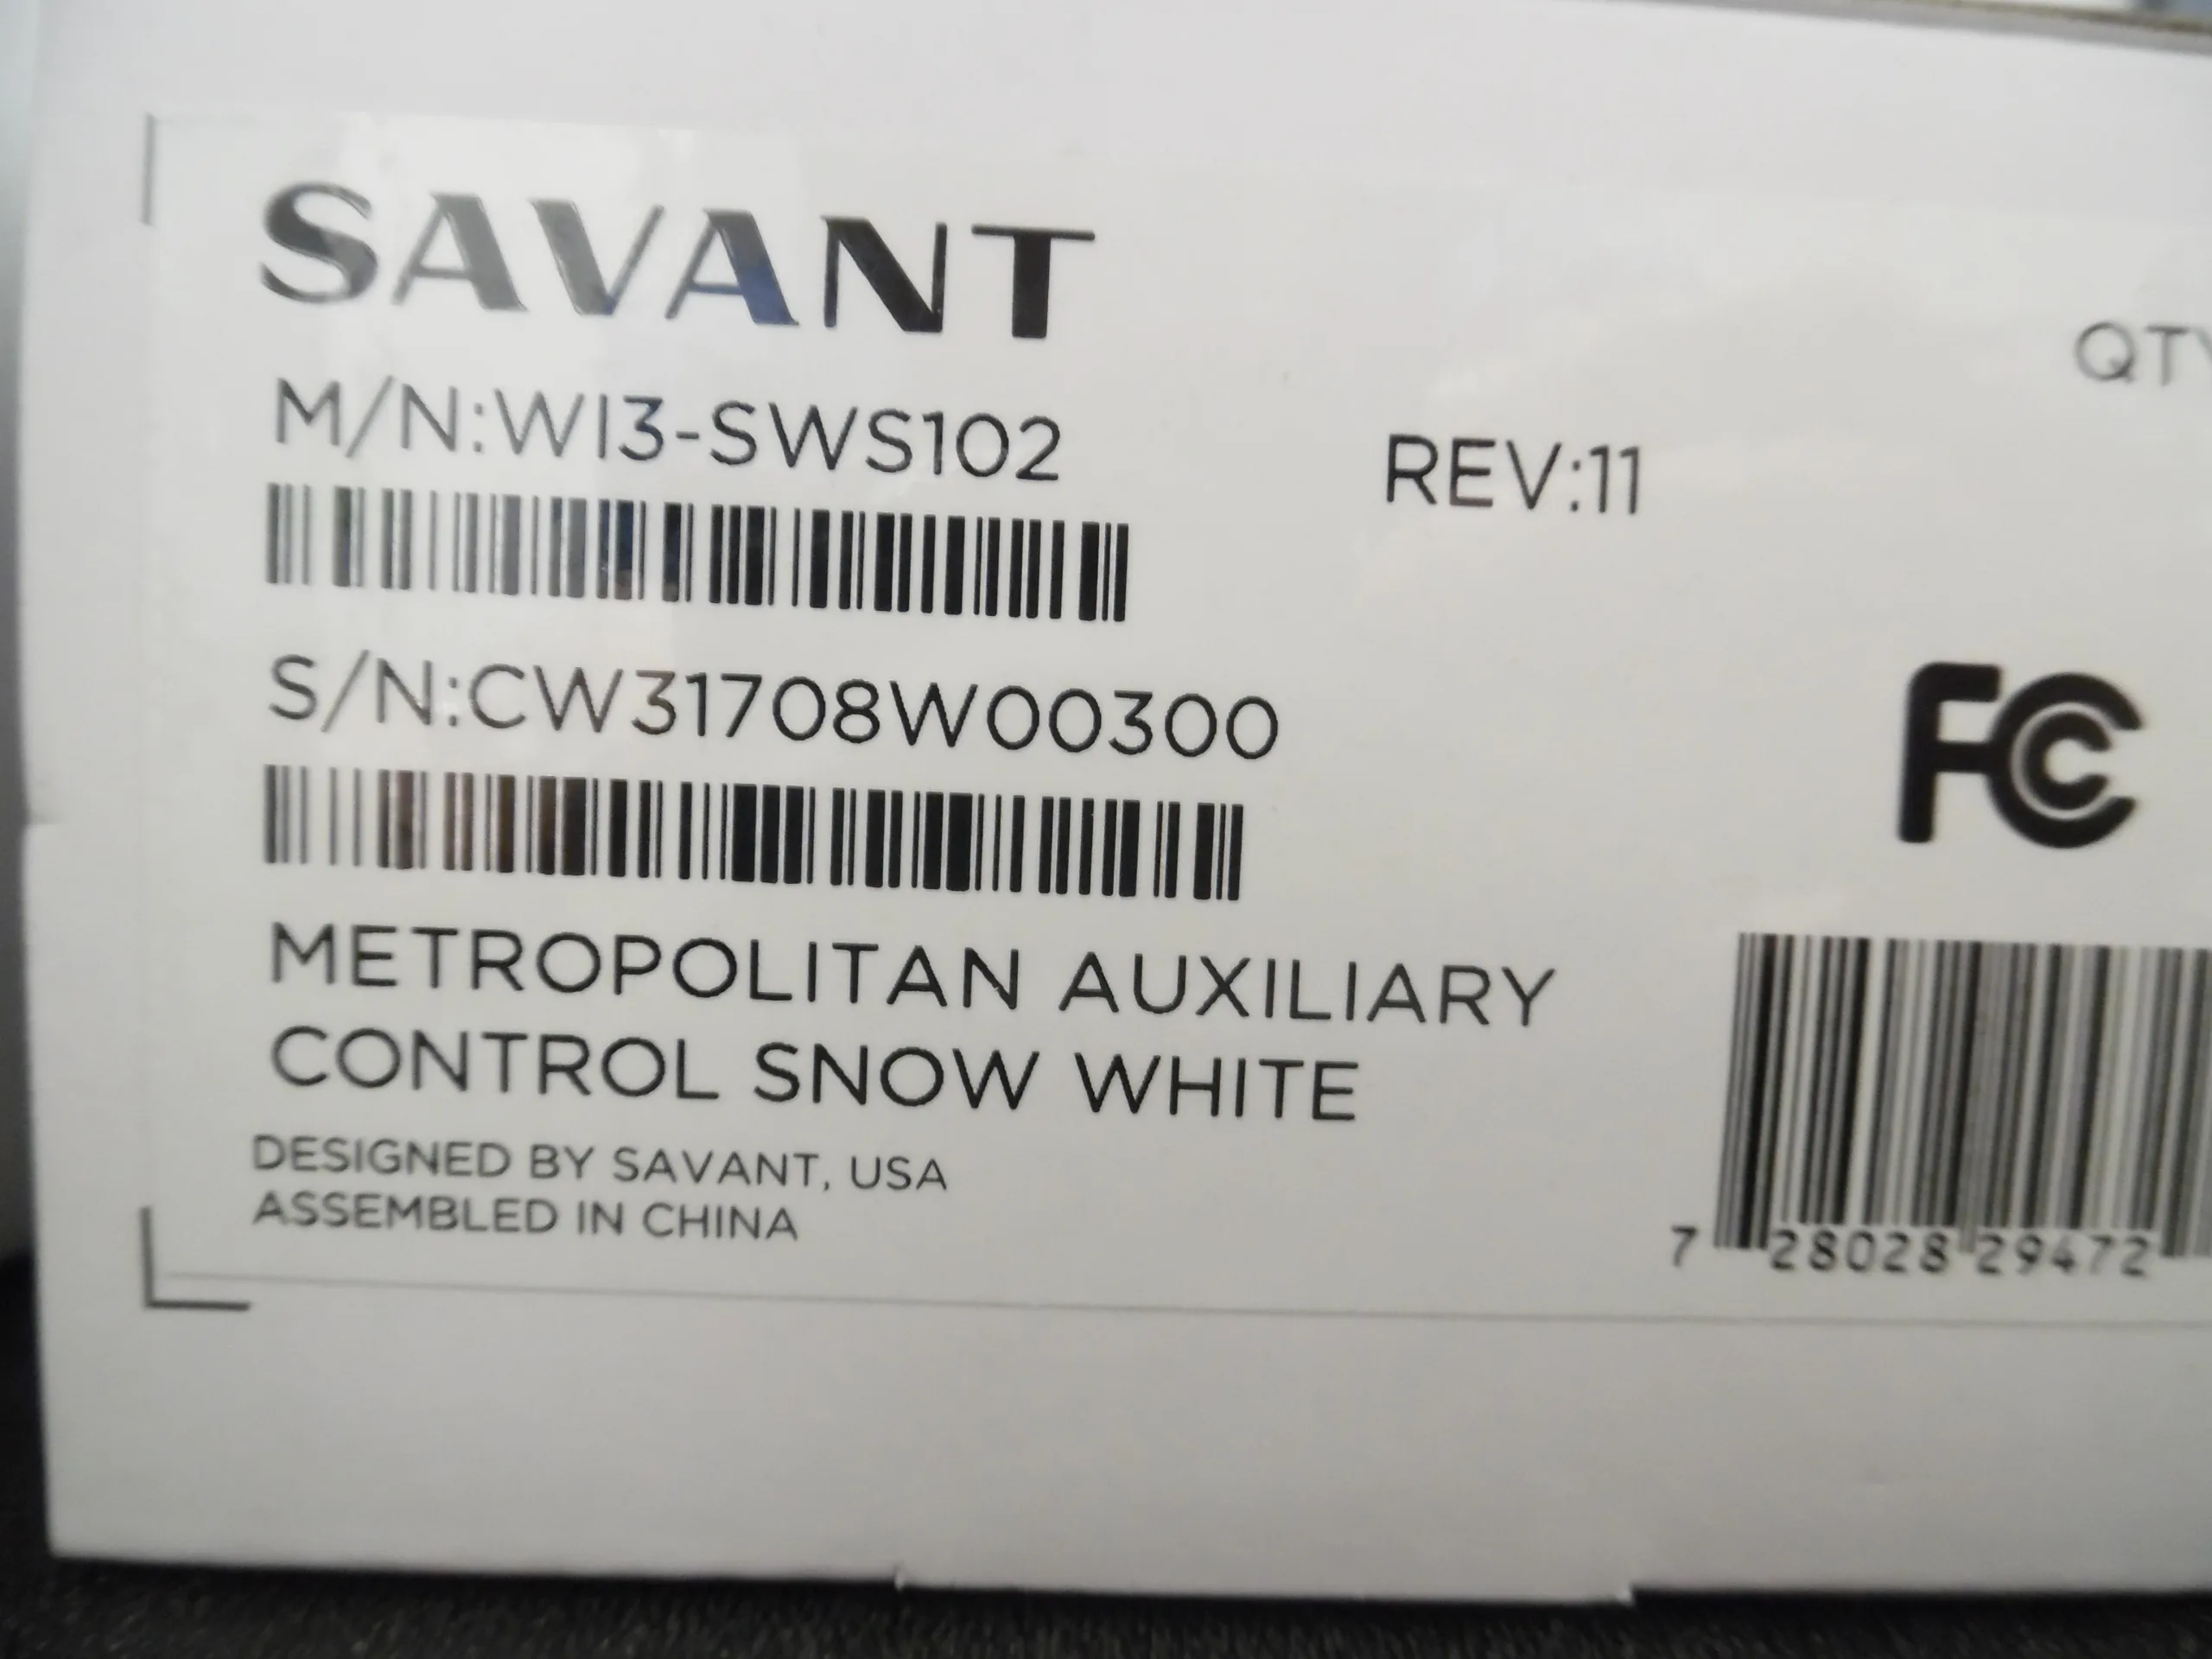 SAVANT
QTY
M/N:WI3-SWS102
REV:11
S/N:CW31708W00300
FC
METROPOLITAN AUXILIARY
CONTROL SNOW WHITE
DESIGNED BY SAVANT, USA
ASSEMBLED IN CHINA
7 28028 29472